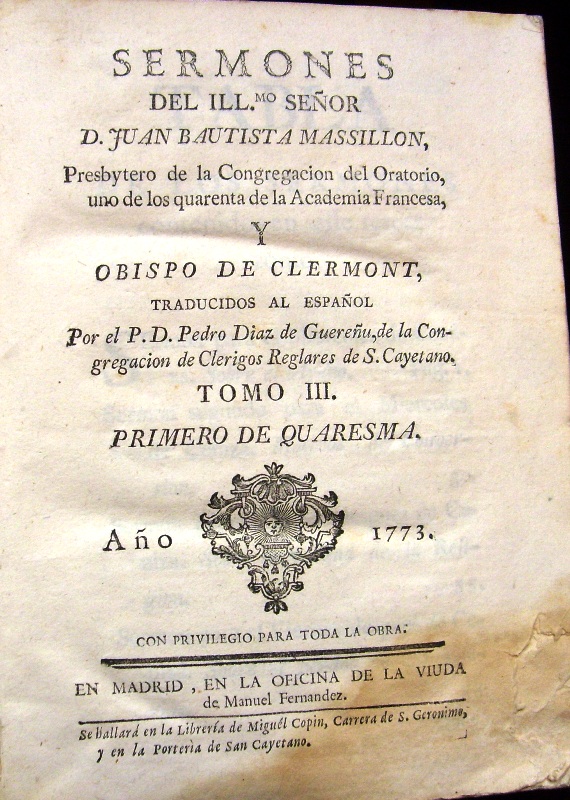 SERMONES
DEL ILL.MO SEÑOR
D. JUAN BAUTISTA MASSILLON,
Presbytero de la Congregacion del Oratorio,
uno de los quarenta de la Academia Francesa,
Y
OBISPO DE CLERMONT,
TRADUCIDOS AL ESPAÑOL
Por el P. D. Pedro Diaz de Guereñu, de la Con-
gregacion de Clerigos Reglares de S. Cayetano.
TOMO III.
PRIMERO DE QUARESMA.
Año 1773.
CON PRIVILEGIO PARA TODA LA OBRA.
EN MADRID, EN LA OFICINA DE LA VIUDA
de Manuel Fernandez.
Se hallará en la Librería de Miguél Copin, Carrera de S. Geronimo,
y en la Portería de San Cayetano.